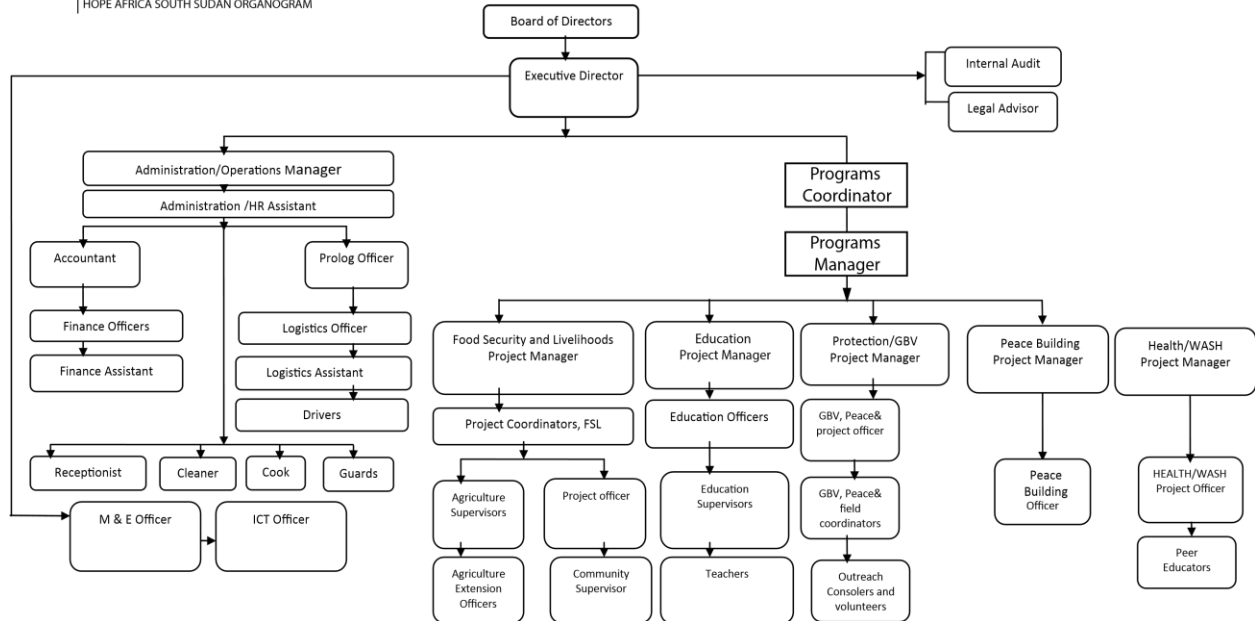 HOPE AFRICA SOUTH SUDAN ORGANOGRAM
Board of Directors
Executive Director
Internal Audit
Legal Advisor
Administration/Operations Manager
Administration /HR Assistant
Programs
Coordinator
Programs
Manager
Accountant
Prolog Officer
Finance Officers
Finance Assistant
Logistics Officer
Logistics Assistant
Drivers
Receptionist
Cleaner
Cook
Guards
M & E Officer
ICT Officer
Food Security and Livelihoods
Project Manager
Education
Project Manager
Protection/GBV
Project Manager
Peace Building
Project Manager
Health/WASH
Project Manager
Project Coordinators, FSL
Education Officers
GBV, Peace&
project officer
Agriculture
Supervisors
Project officer
Education
Supervisors
GBV, Peace&
field
coordinators
Peace
Building
Officer
HEALTH/WASH
Project Officer
Agriculture
Extension
Officers
Community
Supervisor
Teachers
Outreach
Consolers and
volunteers
Peer
Educators